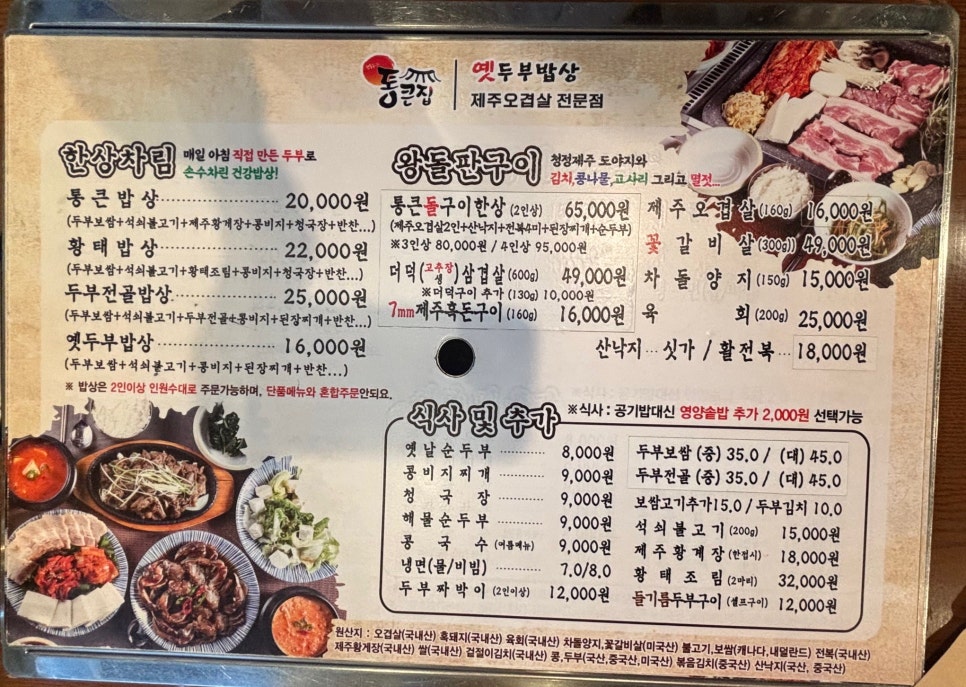 통큰집
옛두부밥상
제주오겹살 전문점
한상차림 매일 아침 직접 만든 두부로
손수차린 건강밥상!
통큰밥상 20,000원
(두부보쌈+석쇠불고기+제주황게장+콩비지+청국장+반찬...)
황태밥상 22,000원
(두부보쌈+석쇠불고기+황태조림+콩비지+청국장+반찬...)
두부전골밥상 25,000원
(두부보쌈+석쇠불고기+두부전골+콩비지+된장찌개+반찬...)
옛두부밥상 16,000원
(두부보쌈+석쇠불고기+콩비지+된장찌개+반찬...)
※ 밥상은 2인이상 인원수대로 주문가능하며, 단품메뉴와 혼합주문안되요.
왕돌판구이 청정제주 도야지와
김치,콩나물,고사리 그리고 멜젓...
통큰돌구이한상 (2인상) 65,000원
(제주오겹살2인+산낙지+전복4미+된장찌개+순두부)
※3인상 80,000원 / 4인상 95,000원
더덕(고추장 생)삼겹살 (600g) 49,000원
※더덕구이 추가 (130g) 10,000원
7mm제주흑돈구이 (160g) 16,000원
제주오겹살 (160g) 16,000원
꽃갈비살 (300g)) 49,000원
차돌양지 (150g) 15,000원
육회 (200g) 25,000원
산낙지... 싯가 / 활전복... 18,000원
식사 및 추가 ※식사 : 공기밥대신 영양솥밥 추가 2,000원 선택가능
옛날순두부 8,000원
콩비지찌개 9,000원
청국장 9,000원
해물순두부 9,000원
콩국수 (여름메뉴) 9,000원
냉면(물/비빔) 7.0/8.0
두부짜박이 (2인이상) 12,000원
두부보쌈 (중) 35.0 / (대) 45.0
두부전골 (중) 35.0 / (대) 45.0
보쌈고기추가15.0 / 두부김치 10.0
석쇠불고기 (200g) 15,000원
제주황게장 (한접시) 18,000원
황태조림 (2마리) 32,000원
들기름두부구이 (셀프구이) 12,000원
원산지 : 오겹살(국내산) 흑돼지(국내산) 육회(국내산) 차돌양지,꽃갈비살(미국산) 불고기,보쌈(캐나다,네덜란드) 전복(국내산)
제주황게장(국내산) 쌀(국내산) 겉절이김치(국내산) 콩,두부(국산,중국산,미국산) 볶음김치(중국산) 산낙지(국산, 중국산)